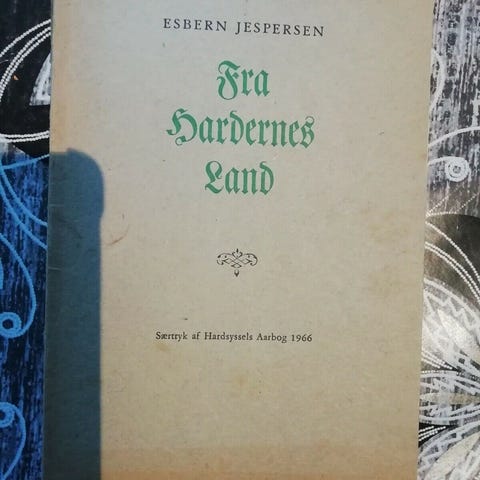 ESBERN JESPERSEN
Fra
Hardernes
Land
Særtryk af Hardsyssels Aarbog 1966